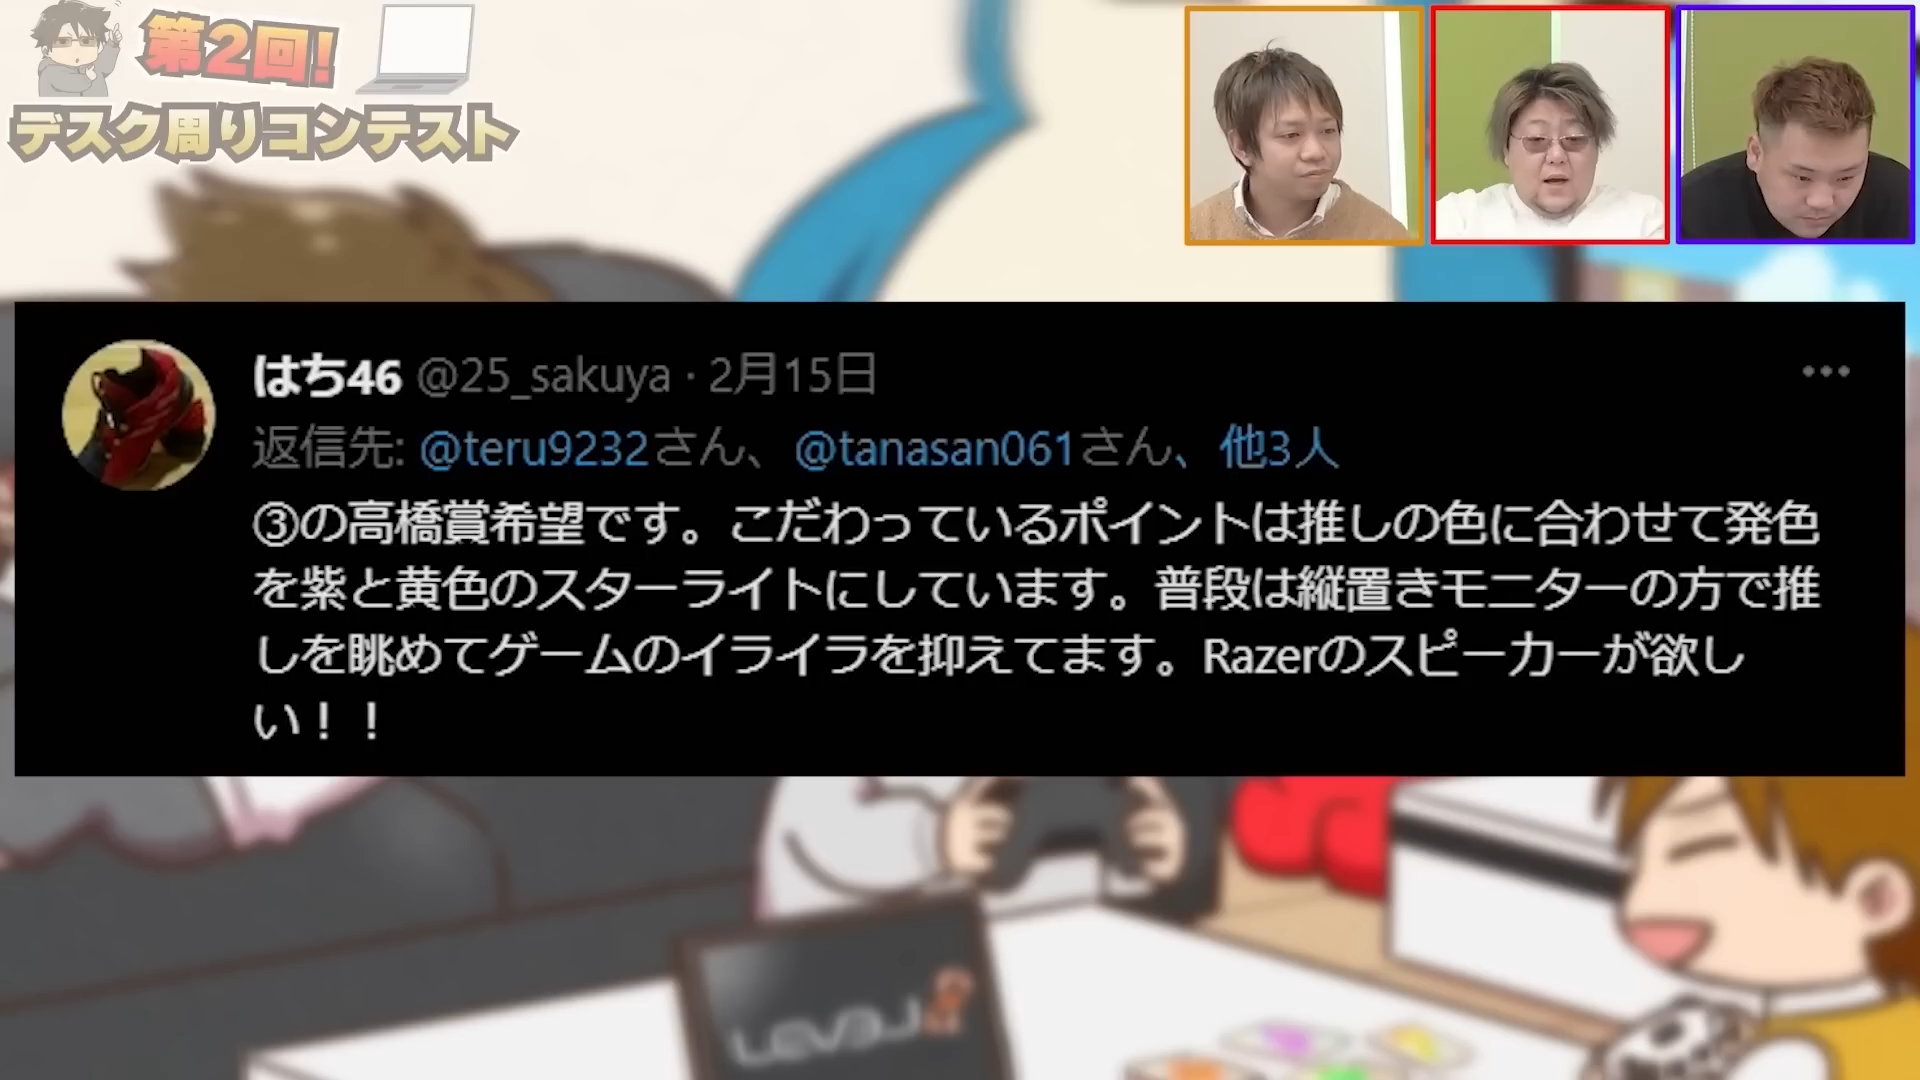 第2回!
デスク周りコンテスト
はち46 @25_sakuya · 2月15日
返信先: @teru9232さん、 @tanasan061さん、他3人
③の高橋賞希望です。こだわっているポイントは推しの色に合わせて発色
を紫と黄色のスターライトにしています。普段は縦置きモニターの方で推
しを眺めてゲームのイライラを抑えてます。Razerのスピーカーが欲し
い！！